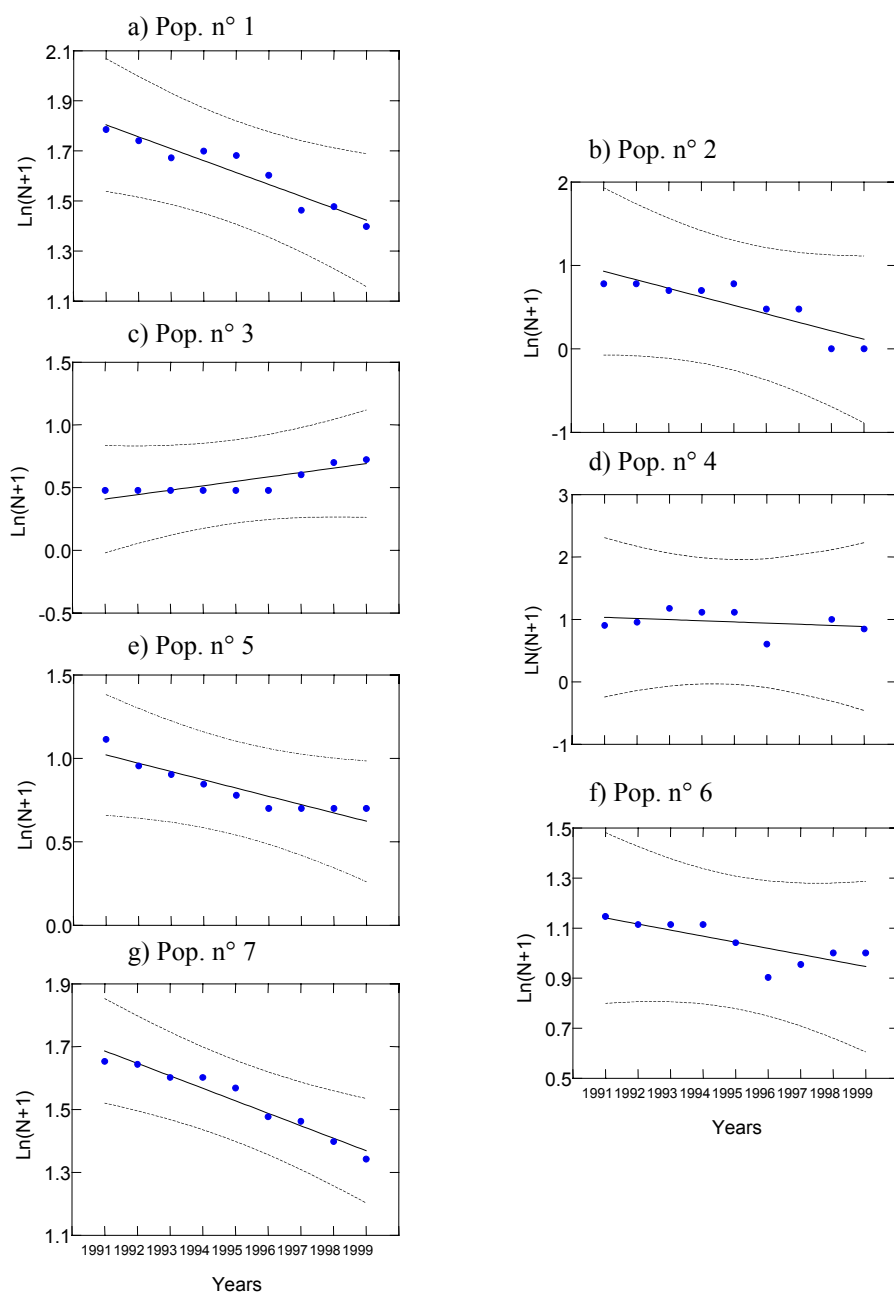 a) Pop. n° 1
2.1
1.9
1.7
1.5
1.3
1.1
Ln(N+1)
b) Pop. n° 2
2
1
0
-1
Ln(N+1)
c) Pop. n° 3
1.5
1.0
0.5
0.0
-0.5
Ln(N+1)
d) Pop. n° 4
3
2
1
0
-1
LN(N+1)
e) Pop. n° 5
1.5
1.0
0.5
0.0
Ln(N+1)
f) Pop. n° 6
1.5
1.3
1.1
0.9
0.7
0.5
Ln(N+1)
1991 1992 1993 1994 1995 1996 1997 1998 1999
Years
g) Pop. n° 7
1.9
1.7
1.5
1.3
1.1
Ln(N+1)
1991 1992 1993 1994 1995 1996 1997 1998 1999
Years